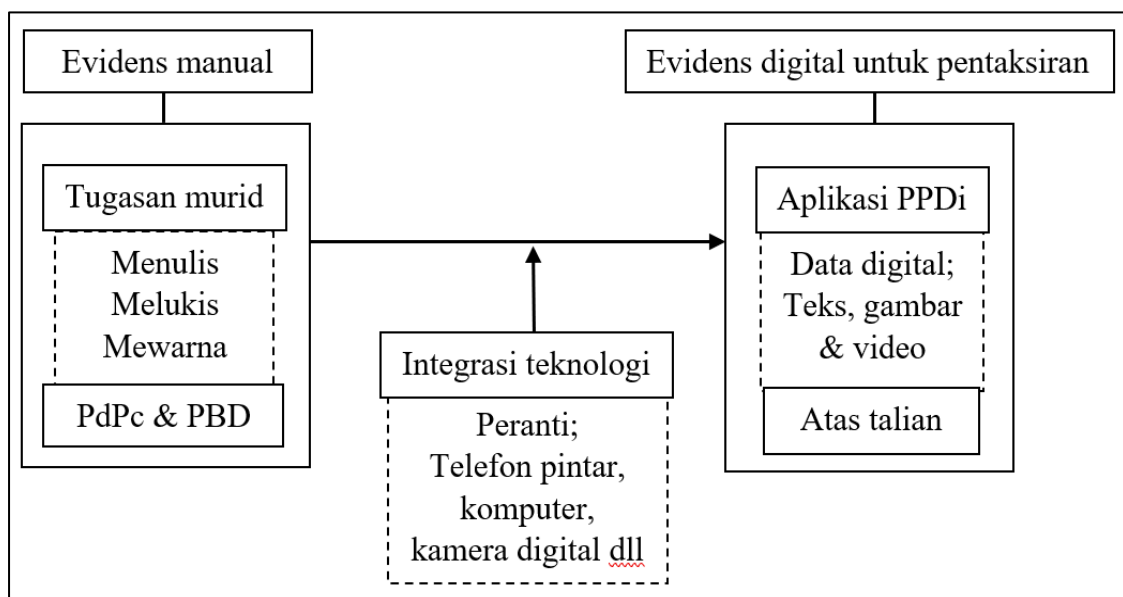 Evidens manual
Evidens digital untuk pentaksiran
Tugasan murid
Menulis
Melukis
Mewarna
PdPc & PBD
Integrasi teknologi
Peranti;
Telefon pintar,
komputer,
kamera digital dll
Aplikasi PPDi
Data digital;
Teks, gambar
& video
Atas talian